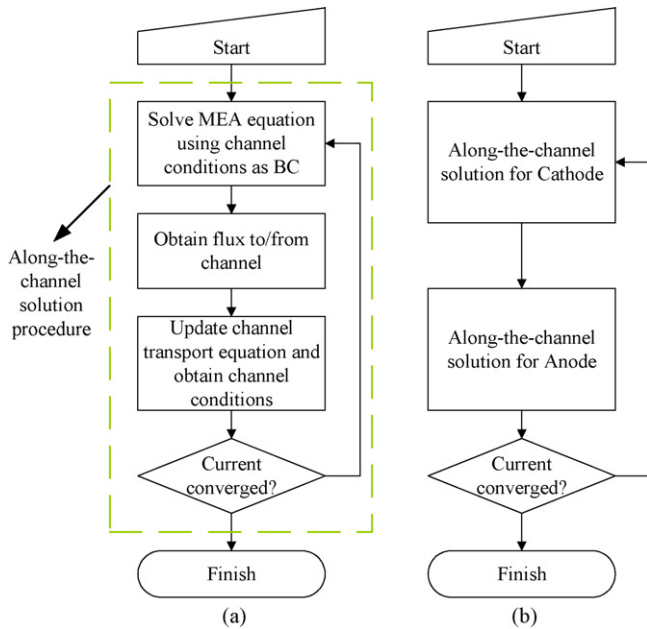 Start
Solve MEA equation
using channel
conditions as BC
Obtain flux to/from
channel
Update channel
transport equation and
obtain channel
conditions
Current
converged?
Finish
(a)
Along-the-
channel
solution
procedure
Start
Along-the-channel
solution for Cathode
Along-the-channel
solution for Anode
Current
converged?
Finish
(b)